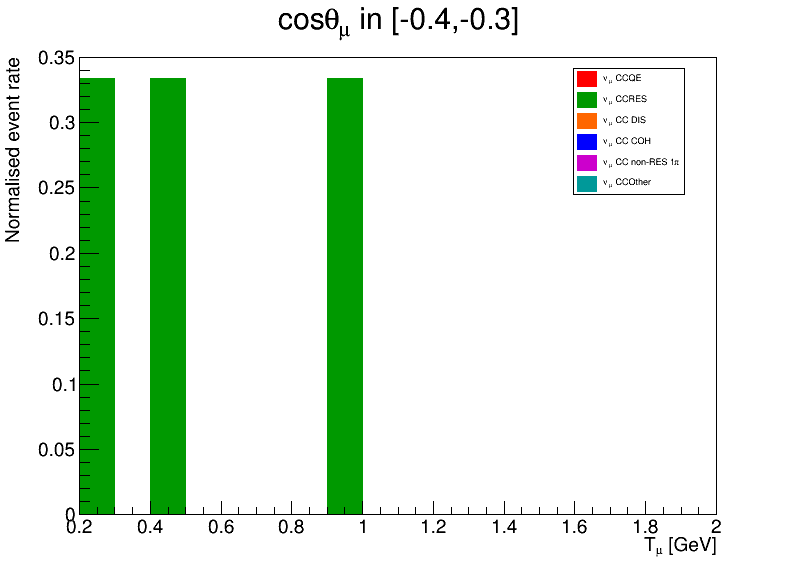 cosθμ in [-0.4,-0.3]
Normalised event rate
0.35
0.3
0.25
0.2
0.15
0.1
0.05
0
0.2 0.4 0.6 0.8 1 1.2 1.4 1.6 1.8 2
Tμ [GeV]
νμ CCQE
νμ CCRES
νμ CC DIS
νμ CC COH
νμ CC non-RES 1π
νμ CCOther